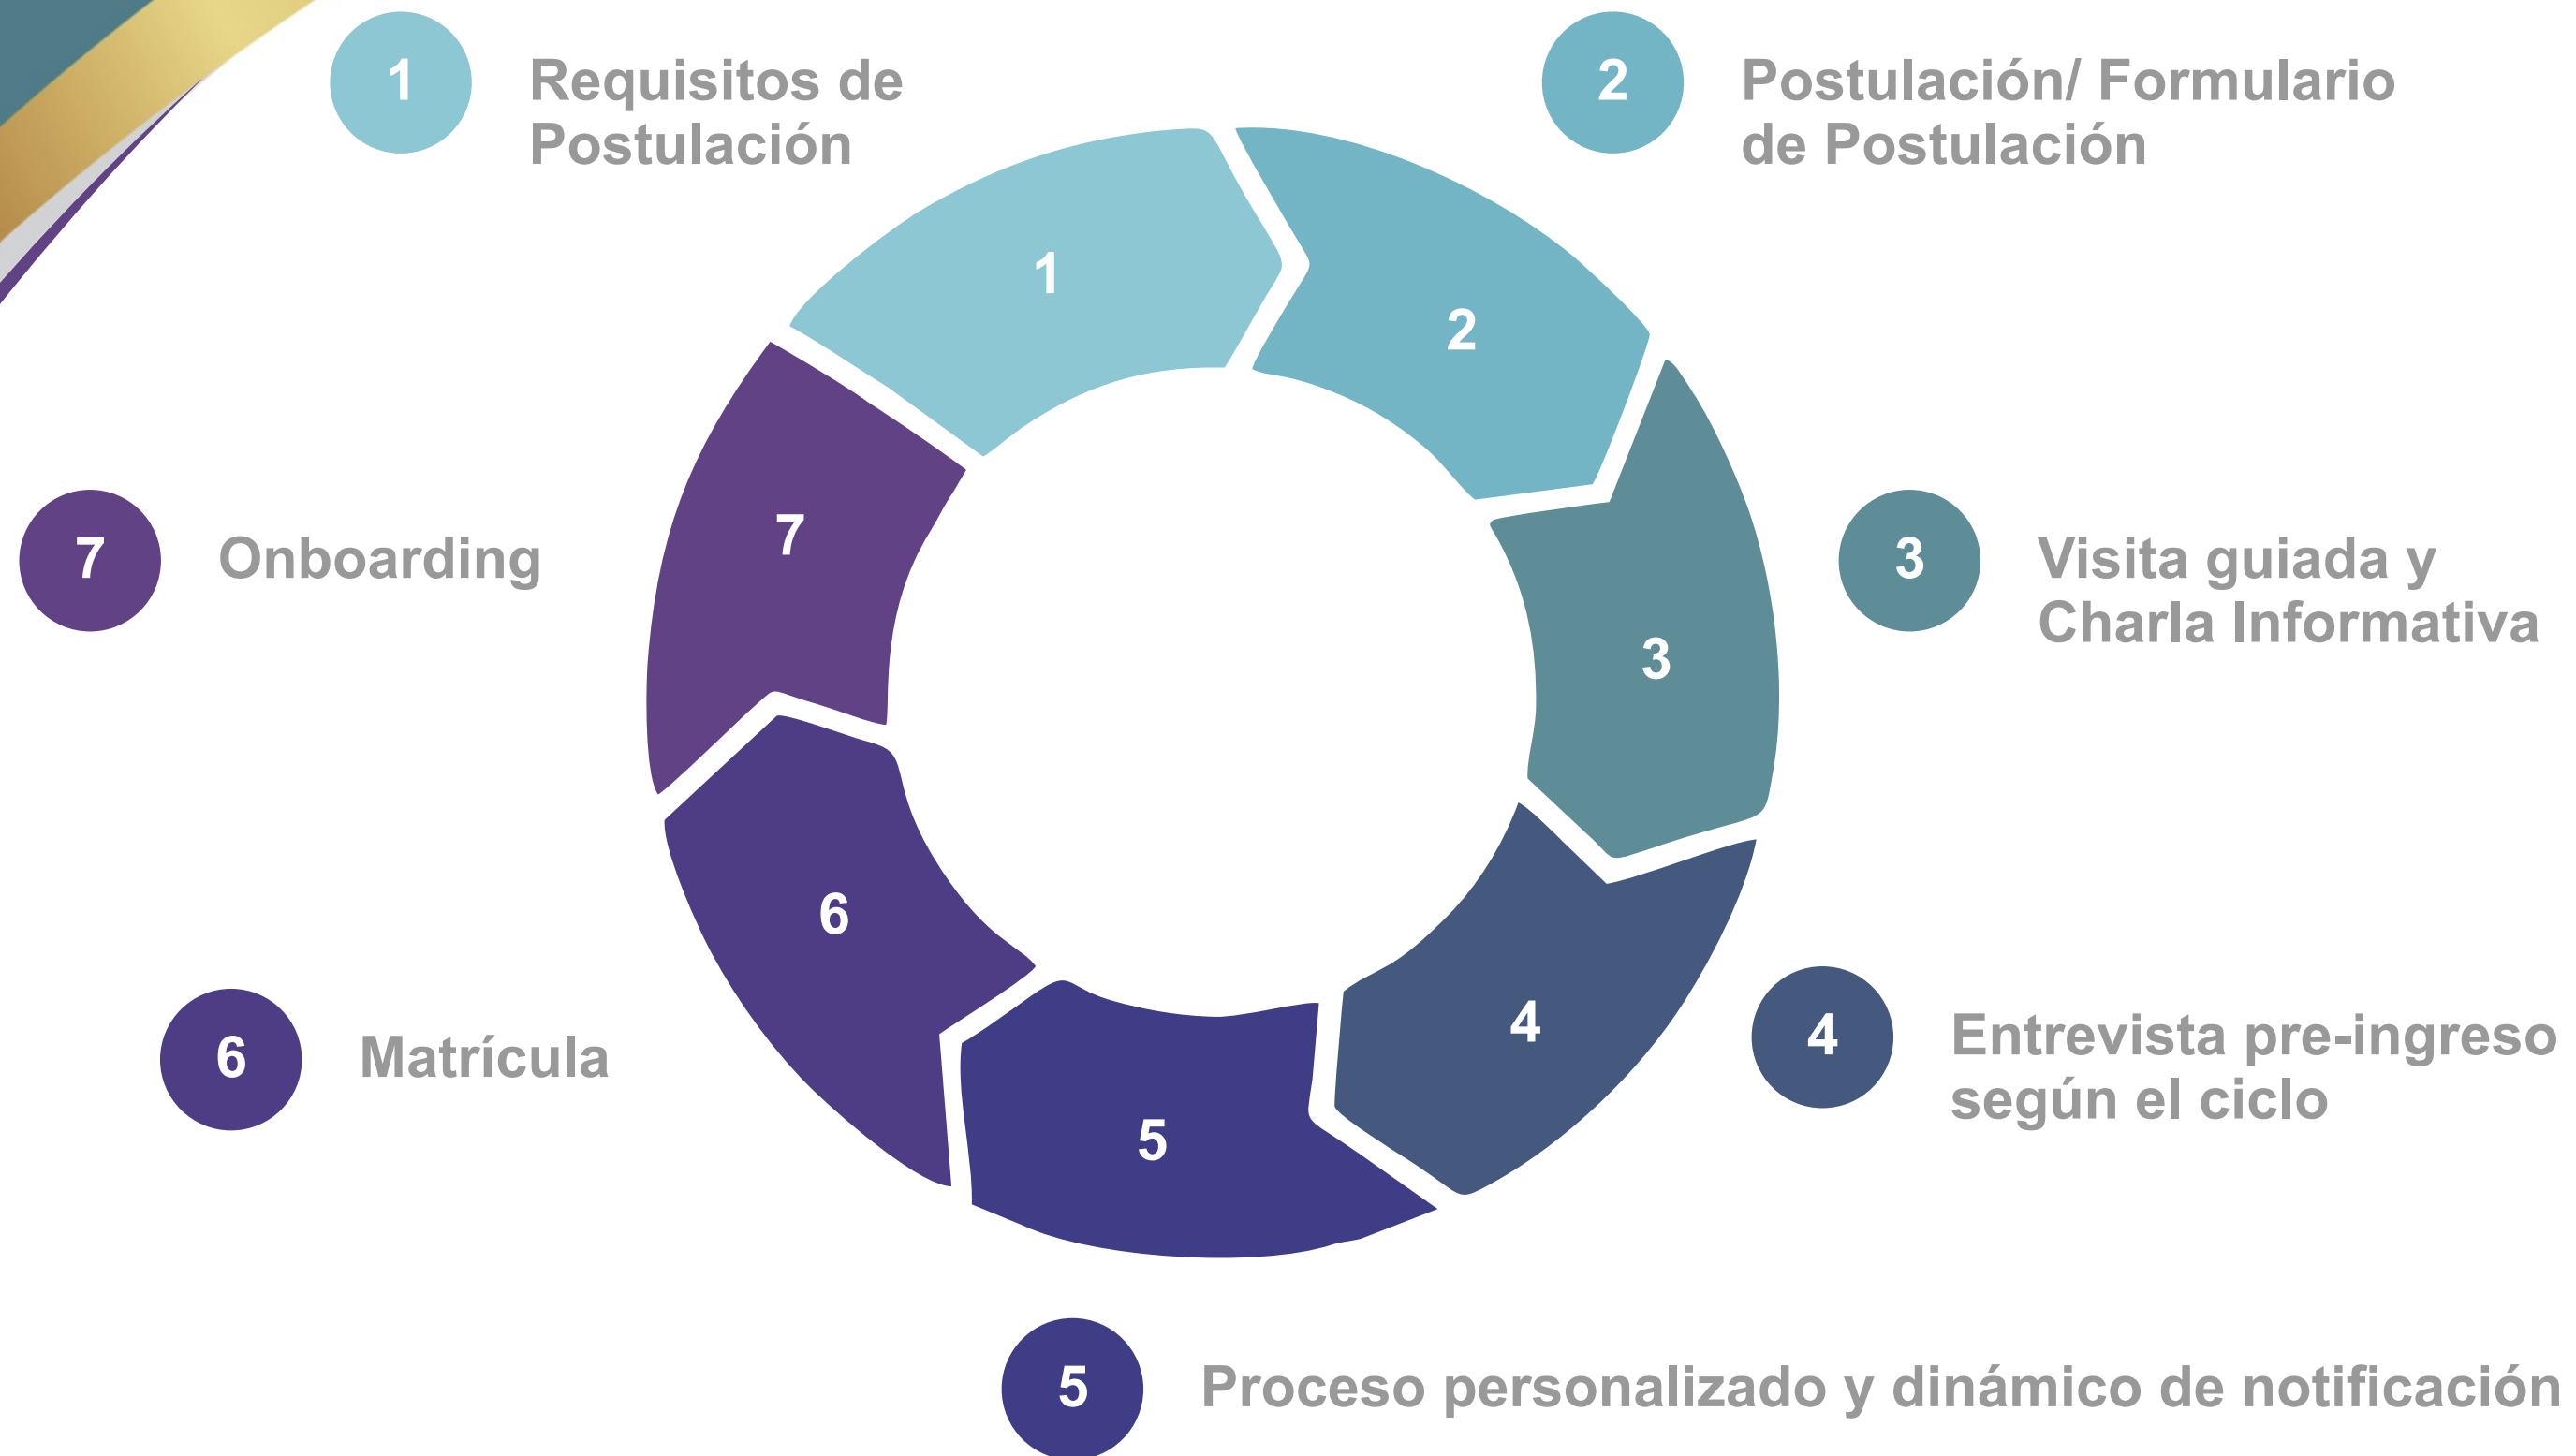 1
Requisitos de
Postulación
2
Postulación/ Formulario
de Postulación
1
2
3
4
5
6
7
3
Visita guiada y
Charla Informativa
4
Entrevista pre-ingreso
según el ciclo
5
Proceso personalizado y dinámico de notificación
6
Matrícula
7
Onboarding